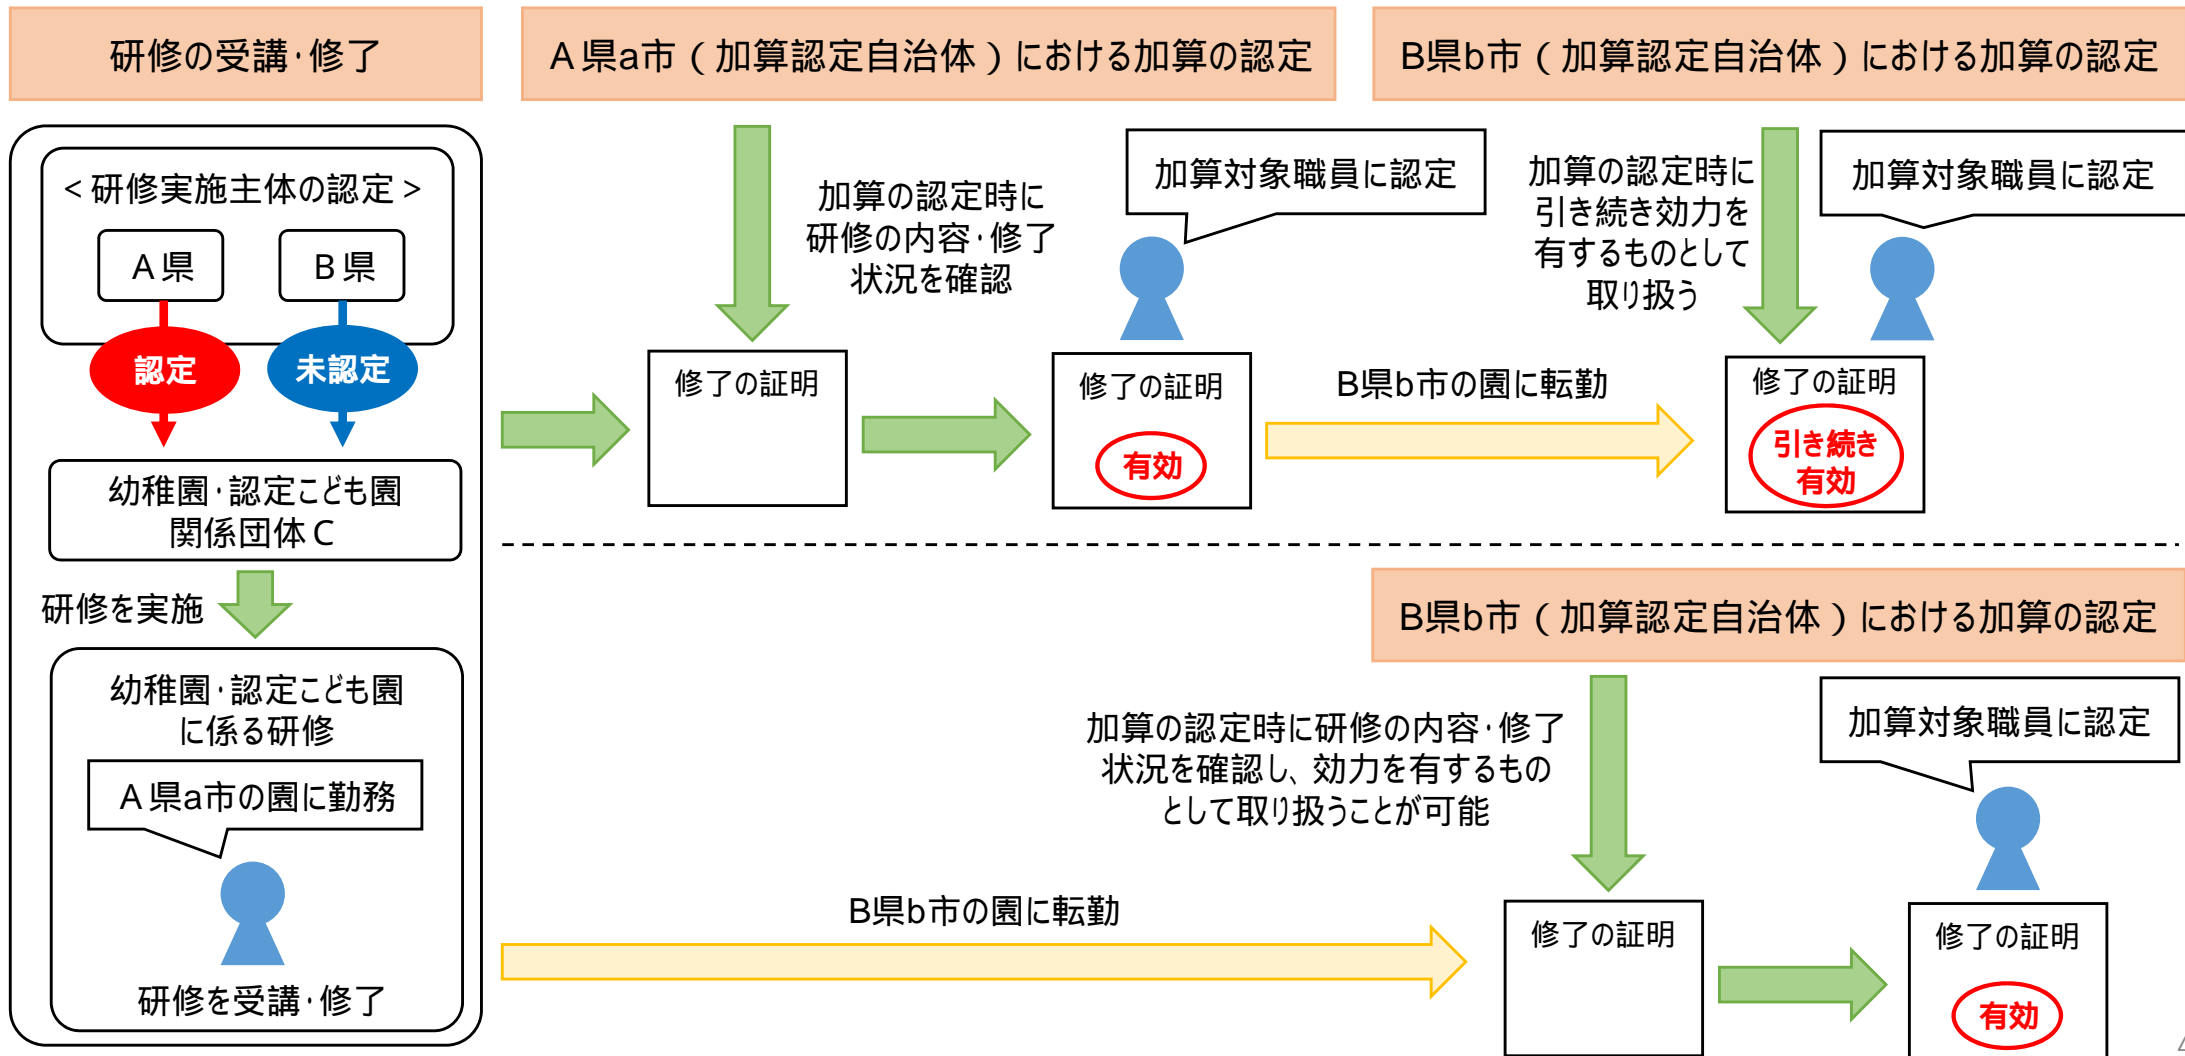 研修の受講・修了
A県a市（加算認定自治体）における加算の認定
B県b市（加算認定自治体）における加算の認定
＜研修実施主体の認定＞
A県
B県
認定
未認定
幼稚園・認定こども園
関係団体C
研修を実施
幼稚園・認定こども園
に係る研修
A県a市の園に勤務
研修を受講・修了
加算の認定時に
研修の内容・修了
状況を確認
加算対象職員に認定
修了の証明
修了の証明
有効
B県b市の園に転勤
加算の認定時に
引き続き効力を
有するものとして
取り扱う
加算対象職員に認定
修了の証明
引き続き
有効
B県b市（加算認定自治体）における加算の認定
加算の認定時に研修の内容・修了
状況を確認し、効力を有するもの
として取り扱うことが可能
加算対象職員に認定
B県b市の園に転勤
修了の証明
修了の証明
有効